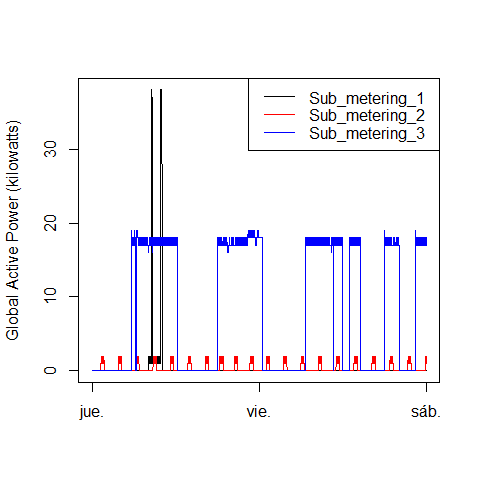 Sub_metering_1
Sub_metering_2
Sub_metering_3
Global Active Power (kilowatts)
30
20
10
0
jue.
vie.
sáb.